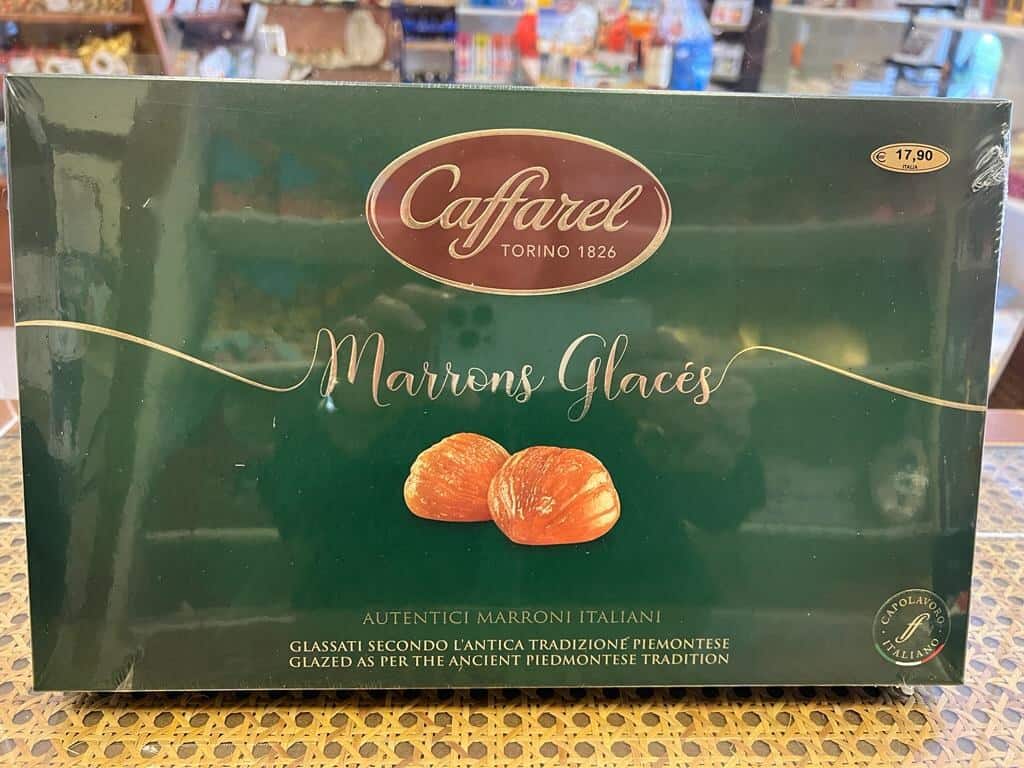 Caffarel
TORINO 1826
€ 17,90
ITALIA
Marrons Glacés
AUTENTICI MARRONI ITALIANI
GLASSATI SECONDO L'ANTICA TRADIZIONE PIEMONTESE
GLAZED AS PER THE ANCIENT PIEDMONTESE TRADITION
CAPOLAVORO
f
ITALIANO